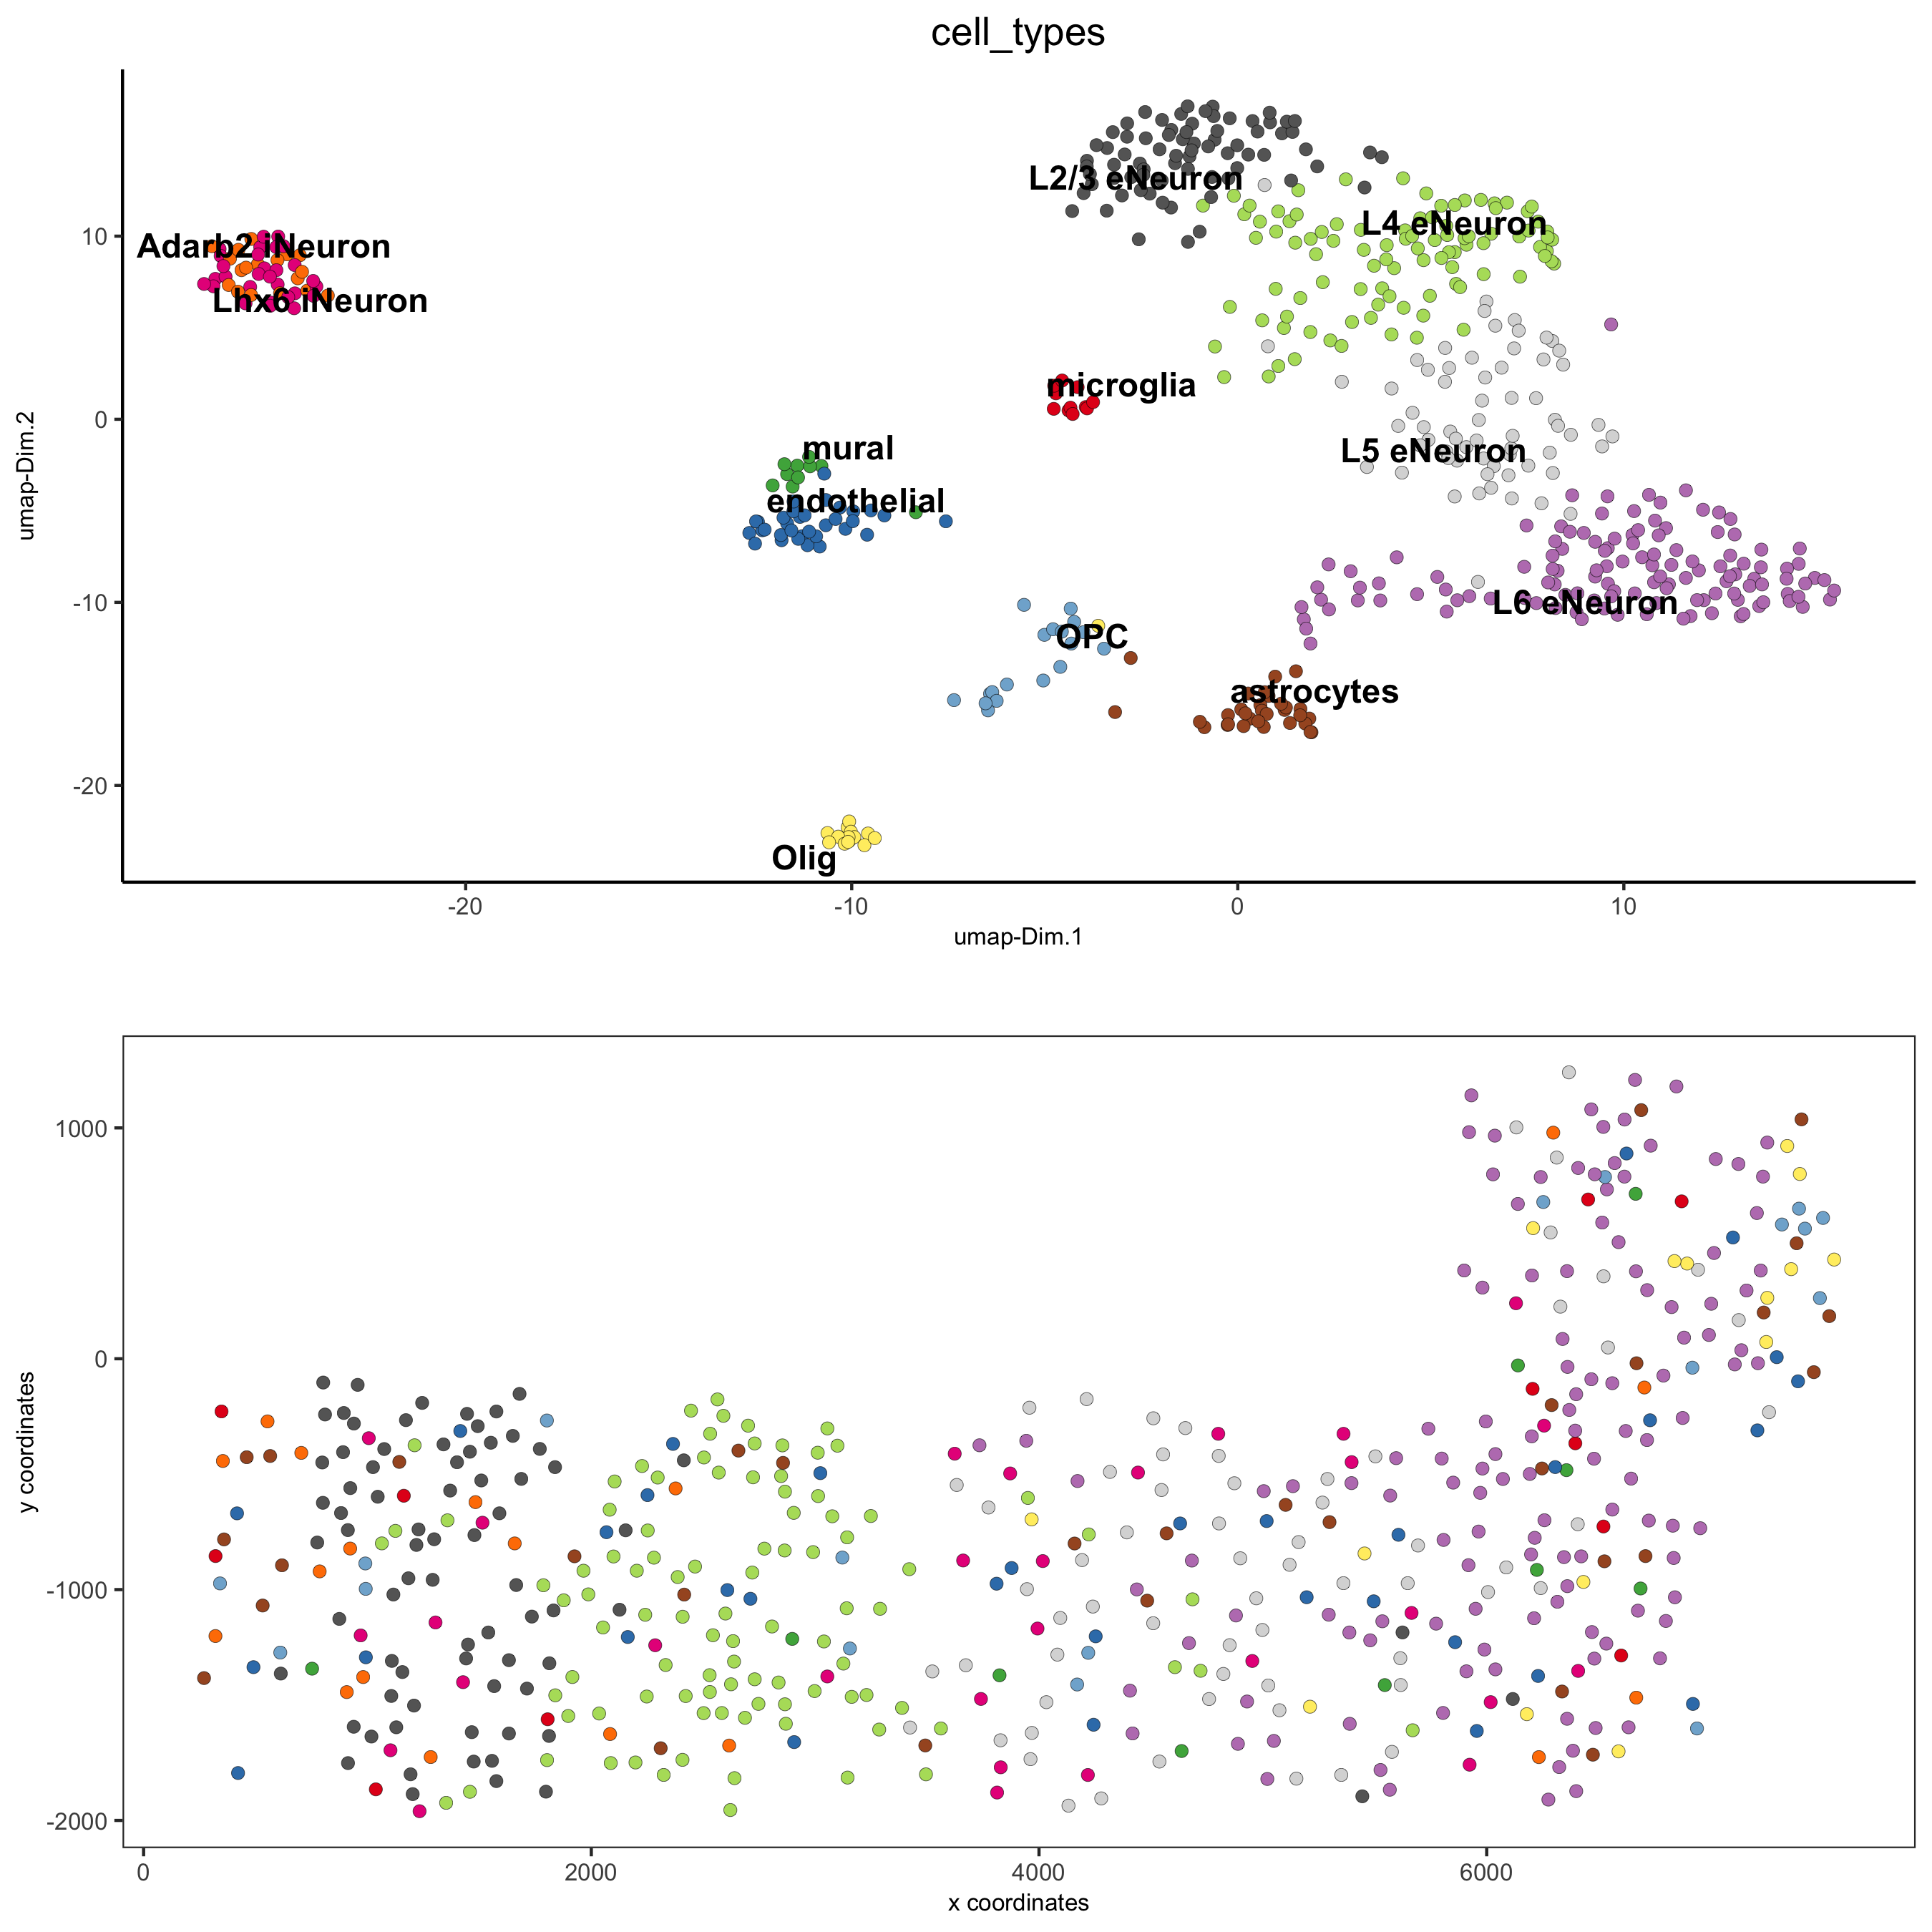 cell_types
L2/3 eNeuron
L4 eNeuron
Adarb2 iNeuron
Lhx6 iNeuron
microglia
mural
L5 eNeuron
endothelial
L6 eNeuron
OPC
astrocytes
Olig
10
0
-10
-20
umap-Dim.2
-20
-10
0
10
umap-Dim.1
1000
0
-1000
-2000
y coordinates
0
2000
4000
6000
x coordinates